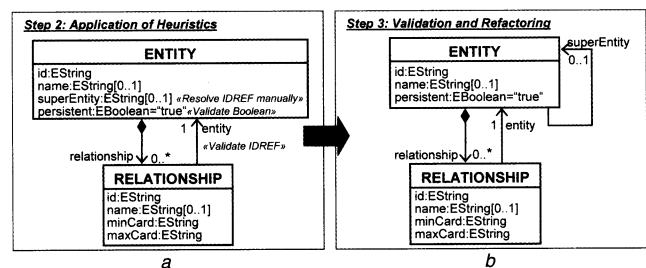 Step 2: Application of Heuristics
ENTITY
id:EString
name:EString[0..1]
superEntity:EString[0..1] «Resolve IDREF manually»
persistent:EBoolean="true"«Validate Boolean»
1 entity
«Validate IDREF»
relationship 0..*
RELATIONSHIP
id:EString
name:EString[0..1]
minCard:EString
maxCard:EString
a
Step 3: Validation and Refactoring
superEntity
0..1
ENTITY
id:EString
name:EString[0..1]
persistent:EBoolean="true"
1 entity
relationship 0..*
RELATIONSHIP
id:EString
name:EString[0..1]
minCard:EString
maxCard:EString
b